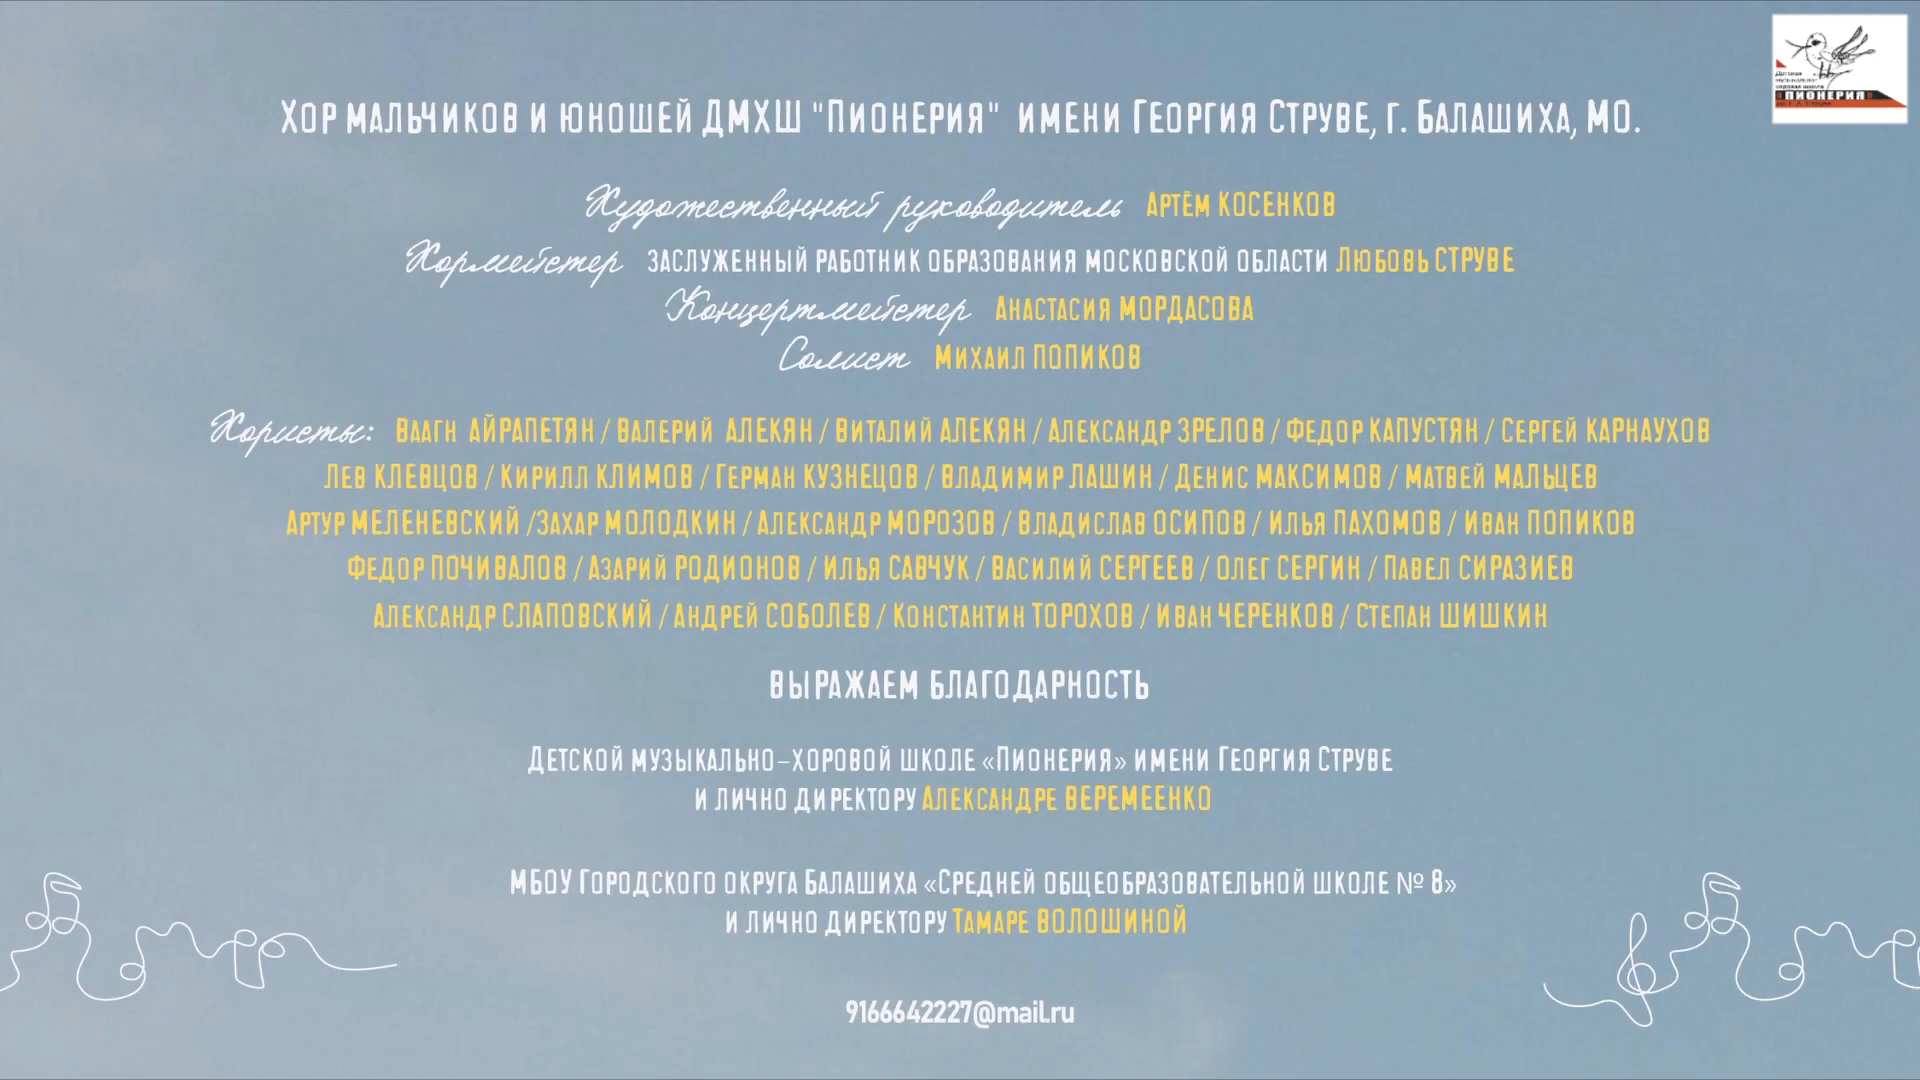 Детская
хоровая школа
«ПИОНЕРИЯ»
ХОР МАЛЬЧИКОВ И ЮНОШЕЙ ДМХШ "ПИОНЕРИЯ" ИМЕНИ ГЕОРГИЯ СТРУВЕ, Г. БАЛАШИХА, МО.
Художественный руководитель АРТЁМ КОСЕНКОВ
Хормейстер ЗАСЛУЖЕННЫЙ РАБОТНИК ОБРАЗОВАНИЯ МОСКОВСКОЙ ОБЛАСТИ ЛЮБОВЬ СТРУВЕ
Концертмейстер АНАСТАСИЯ МОРДАСОВА
Солист МИХАИЛ ПОПИКОВ
Хористы: ВААГН АЙРАПЕТЯН / ВАЛЕРИЙ АЛЕКЯН / ВИТАЛИЙ АЛЕКЯН / АЛЕКСАНДР ЗРЕЛОВ / ФЕДОР КАПУСТЯН / СЕРГЕЙ КАРНАУХОВ
ЛЕВ КЛЕВЦОВ / КИРИЛЛ КЛИМОВ / ГЕРМАН КУЗНЕЦОВ / ВЛАДИМИР ЛАШИН / ДЕНИС МАКСИМОВ / МАТВЕЙ МАЛЬЦЕВ
АРТУР МЕЛЕНЕВСКИЙ /ЗАХАР МОЛОДКИН / АЛЕКСАНДР МОРОЗОВ / ВЛАДИСЛАВ ОСИПОВ / ИЛЬЯ ПАХОМОВ / ИВАН ПОПИКОВ
ФЕДОР ПОЧИВАЛОВ / АЗАРИЙ РОДИОНОВ / ИЛЬЯ САВЧУК / ВАСИЛИЙ СЕРГЕЕВ / ОЛЕГ СЕРГИН / ПАВЕЛ СИРАЗИЕВ
АЛЕКСАНДР СЛАПОВСКИЙ / АНДРЕЙ СОБОЛЕВ / КОНСТАНТИН ТОРОХОВ / ИВАН ЧЕРЕНКОВ / СТЕПАН ШИШКИН
ВЫРАЖАЕМ БЛАГОДАРНОСТЬ
ДЕТСКОЙ МУЗЫКАЛЬНО-ХОРОВОЙ ШКОЛЕ «ПИОНЕРИЯ» ИМЕНИ ГЕОРГИЯ СТРУВЕ
И ЛИЧНО ДИРЕКТОРУ АЛЕКСАНДРЕ ВЕРЕМЕЕНКО
МБОУ ГОРОДСКОГО ОКРУГА БАЛАШИХА «СРЕДНЕЙ ОБЩЕОБРАЗОВАТЕЛЬНОЙ ШКОЛЕ № 8»
И ЛИЧНО ДИРЕКТОРУ ТАМАРЕ ВОЛОШИНОЙ
9166642227@mail.ru